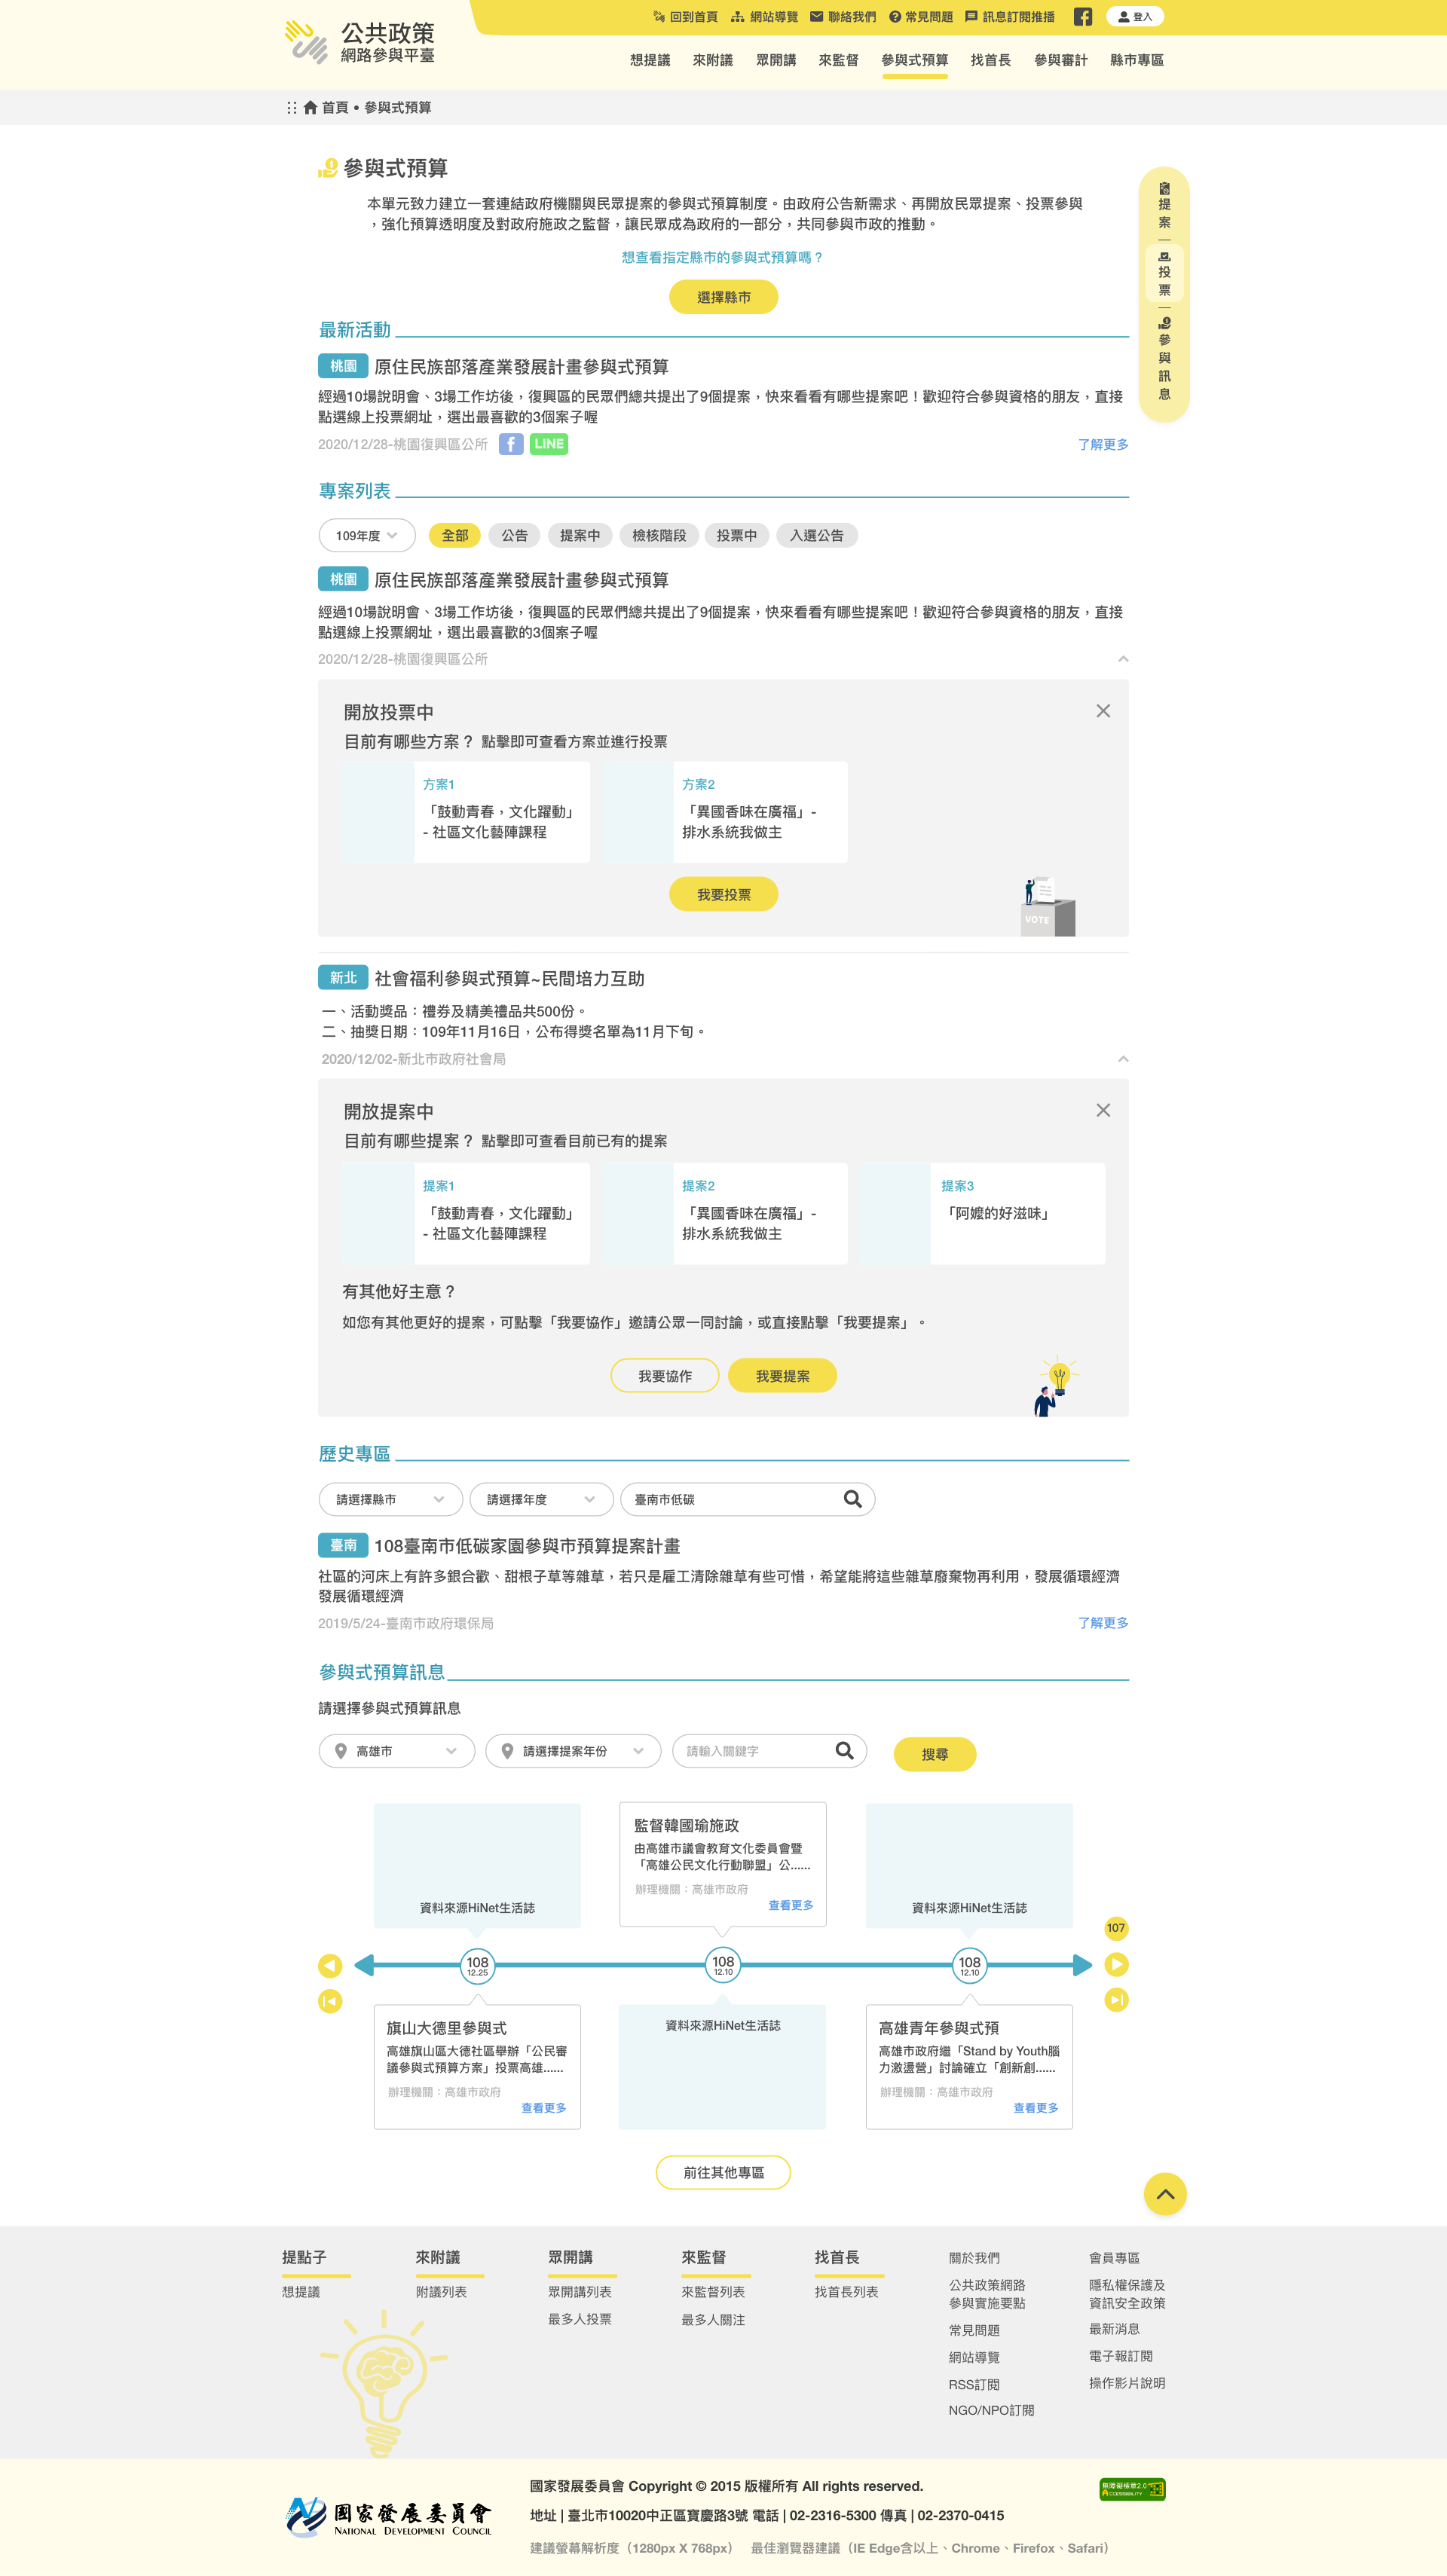 公共政策
網路參與平臺
回到首頁 網站導覽 聯絡我們 常見問題 訊息訂閱推播 登入
想提議 來附議 眾開講 來監督 參與式預算 找首長 參與審計 縣市專區
首頁 • 參與式預算
參與式預算
本單元致力建立一套連結政府機關與民眾提案的參與式預算制度。由政府公告新需求、再開放民眾提案、投票參與
，強化預算透明度及對政府施政之監督，讓民眾成為政府的一部分，共同參與市政的推動。
想查看指定縣市的參與式預算嗎？
選擇縣市
提案
投票
參與訊息
最新活動
桃園 原住民族部落產業發展計畫參與式預算
經過10場說明會、3場工作坊後，復興區的民眾們總共提出了9個提案，快來看看有哪些提案吧！歡迎符合參與資格的朋友，直接
點選線上投票網址，選出最喜歡的3個案子喔
2020/12/28-桃園復興區公所 f LINE 了解更多
專案列表
109年度 全部 公告 提案中 檢核階段 投票中 入選公告
桃園 原住民族部落產業發展計畫參與式預算
經過10場說明會、3場工作坊後，復興區的民眾們總共提出了9個提案，快來看看有哪些提案吧！歡迎符合參與資格的朋友，直接
點選線上投票網址，選出最喜歡的3個案子喔
2020/12/28-桃園復興區公所
開放投票中
目前有哪些方案？ 點擊即可查看方案並進行投票
方案1
「鼓動青春，文化躍動」
- 社區文化藝陣課程
方案2
「異國香味在廣福」-
排水系統我做主
我要投票
VOTE
新北 社會福利參與式預算~民間培力互助
一、活動獎品：禮券及精美禮品共500份。
二、抽獎日期：109年11月16日，公布得獎名單為11月下旬。
2020/12/02-新北市政府社會局
開放提案中
目前有哪些提案？ 點擊即可查看目前已有的提案
提案1
「鼓動青春，文化躍動」
- 社區文化藝陣課程
提案2
「異國香味在廣福」-
排水系統我做主
提案3
「阿嬤的好滋味」
有其他好主意？
如您有其他更好的提案，可點擊「我要協作」邀請公眾一同討論，或直接點擊「我要提案」。
我要協作 我要提案
歷史專區
請選擇縣市 請選擇年度 臺南市低碳
臺南 108臺南市低碳家園參與市預算提案計畫
社區的河床上有許多銀合歡、甜根子草等雜草，若只是雇工清除雜草有些可惜，希望能將這些雜草廢棄物再利用，發展循環經濟
發展循環經濟
2019/5/24-臺南市政府環保局 了解更多
參與式預算訊息
請選擇參與式預算訊息
高雄市 請選擇提案年份 請輸入關鍵字 搜尋
資料來源HiNet生活誌
監督韓國瑜施政
由高雄市議會教育文化委員會暨
「高雄公民文化行動聯盟」公......
辦理機關：高雄市政府
查看更多
資料來源HiNet生活誌
107
108
12.25
108
12.10
108
12.10
旗山大德里參與式
高雄旗山區大德社區舉辦「公民審
議參與式預算方案」投票高雄......
辦理機關：高雄市政府
查看更多
資料來源HiNet生活誌
高雄青年參與式預
高雄市政府繼「Stand by Youth腦
力激盪營」討論確立「創新創......
辦理機關：高雄市政府
查看更多
前往其他專區
提點子
想提議
來附議
附議列表
眾開講
眾開講列表
最多人投票
來監督
來監督列表
最多人關注
找首長
找首長列表
關於我們
公共政策網路
參與實施要點
常見問題
網站導覽
RSS訂閱
NGO/NPO訂閱
會員專區
隱私權保護及
資訊安全政策
最新消息
電子報訂閱
操作影片說明
國家發展委員會
NATIONAL DEVELOPMENT COUNCIL
國家發展委員會 Copyright © 2015 版權所有 All rights reserved.
地址 | 臺北市10020中正區寶慶路3號 電話 | 02-2316-5300 傳真 | 02-2370-0415
建議螢幕解析度（1280px X 768px） 最佳瀏覽器建議（IE Edge含以上、Chrome、Firefox、Safari）
無障礙標章2.0
ACCESSIBILITY